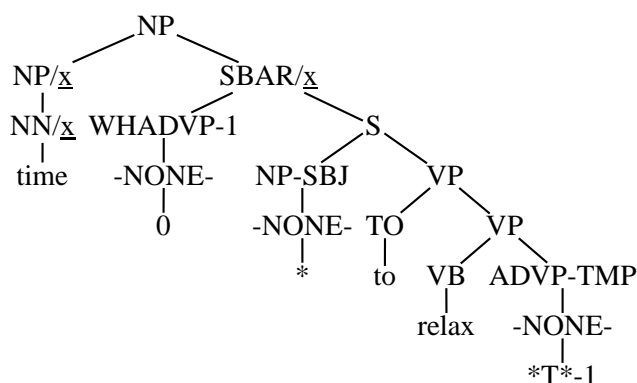 NP
NP/x SBAR/x
NN/x WHADVP-1 S
time -NONE- NP-SBJ VP
0 -NONE- TO VP
* to VB ADVP-TMP
relax -NONE-
*T*-1